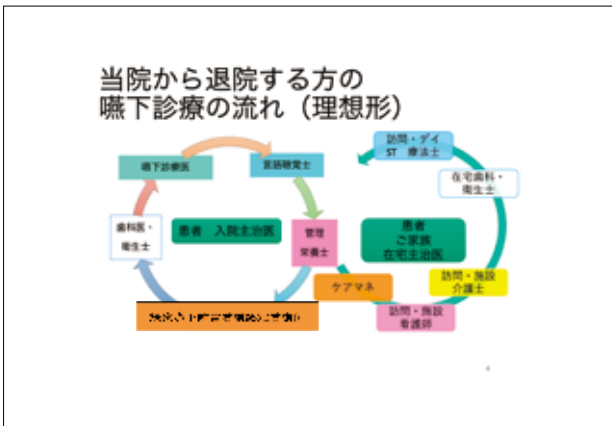 当院から退院する方の
嚥下診療の流れ（理想形）
嚥下診療医
言語聴覚士
歯科医・
衛生士
患者　入院主治医
管理
栄養士
訪問・デイ
ST　療法士
在宅歯科・
衛生士
患者
ご家族
在宅主治医
ケアマネ
訪問・施設
介護士
訪問・施設
看護師
4